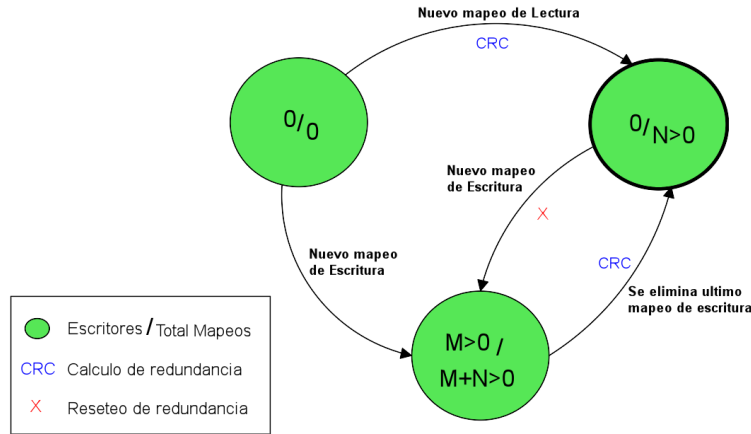 Nuevo mapeo de Lectura
CRC
0/0
0/N>0
Nuevo mapeo
de Escritura
X
Nuevo mapeo
de Escritura
CRC
Se elimina ultimo
mapeo de escritura
M>0 /
M+N>0
Escritores / Total Mapeos
CRC Calculo de redundancia
X Reseteo de redundancia